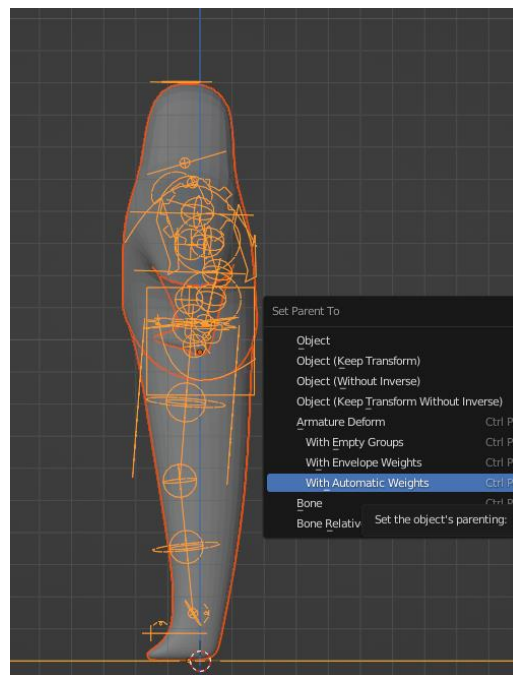 Set Parent To
Object
Object (Keep Transform)
Object (Without Inverse)
Object (Keep Transform Without Inverse)
Armature Deform Ctrl P
With Empty Groups Ctrl P
With Envelope Weights Ctrl P
With Automatic Weights Ctrl P
Bone Ctrl P
Bone Relativ
Set the object's parenting: